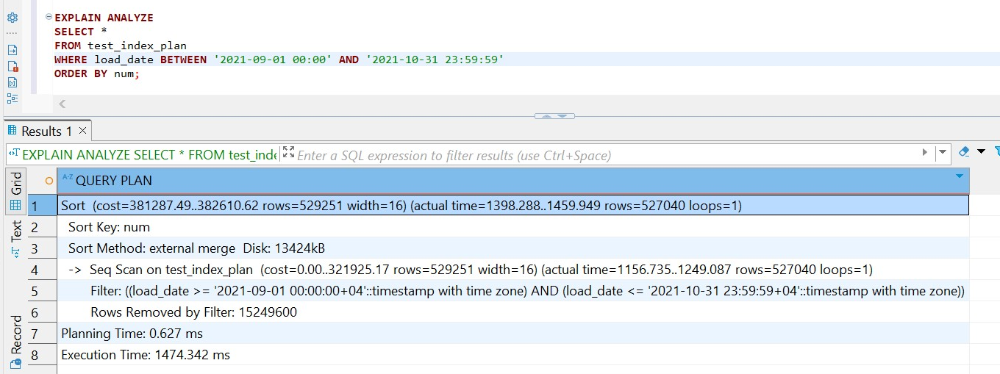 EXPLAIN ANALYZE
SELECT *
FROM test_index_plan
WHERE load_date BETWEEN '2021-09-01 00:00' AND '2021-10-31 23:59:59'
ORDER BY num;
Results 1
EXPLAIN ANALYZE SELECT * FROM test_inde
Enter a SQL expression to filter results (use Ctrl+Space)
Grid
Text
Record
A-Z QUERY PLAN
1 Sort (cost=381287.49..382610.62 rows=529251 width=16) (actual time=1398.288..1459.949 rows=527040 loops=1)
2 Sort Key: num
3 Sort Method: external merge Disk: 13424kB
4 -> Seq Scan on test_index_plan (cost=0.00..321925.17 rows=529251 width=16) (actual time=1156.735..1249.087 rows=527040 loops=1)
5 Filter: ((load_date >= '2021-09-01 00:00:00+04'::timestamp with time zone) AND (load_date <= '2021-10-31 23:59:59+04'::timestamp with time zone))
6 Rows Removed by Filter: 15249600
7 Planning Time: 0.627 ms
8 Execution Time: 1474.342 ms